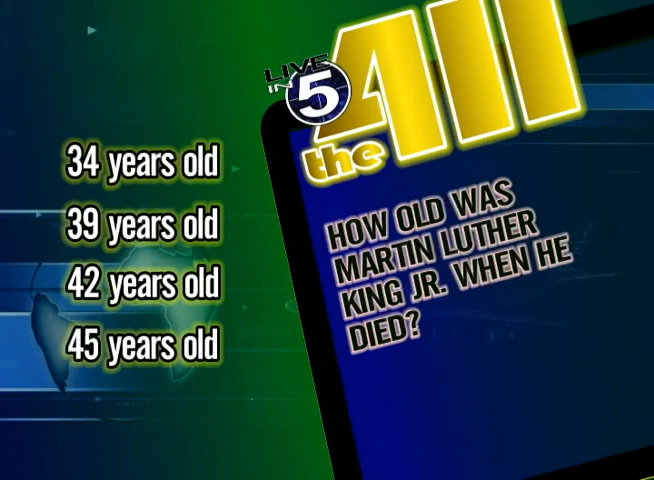 LIVE
IN 5
the 411
34 years old
39 years old
42 years old
45 years old
HOW OLD WAS
MARTIN LUTHER
KING JR. WHEN HE
DIED?